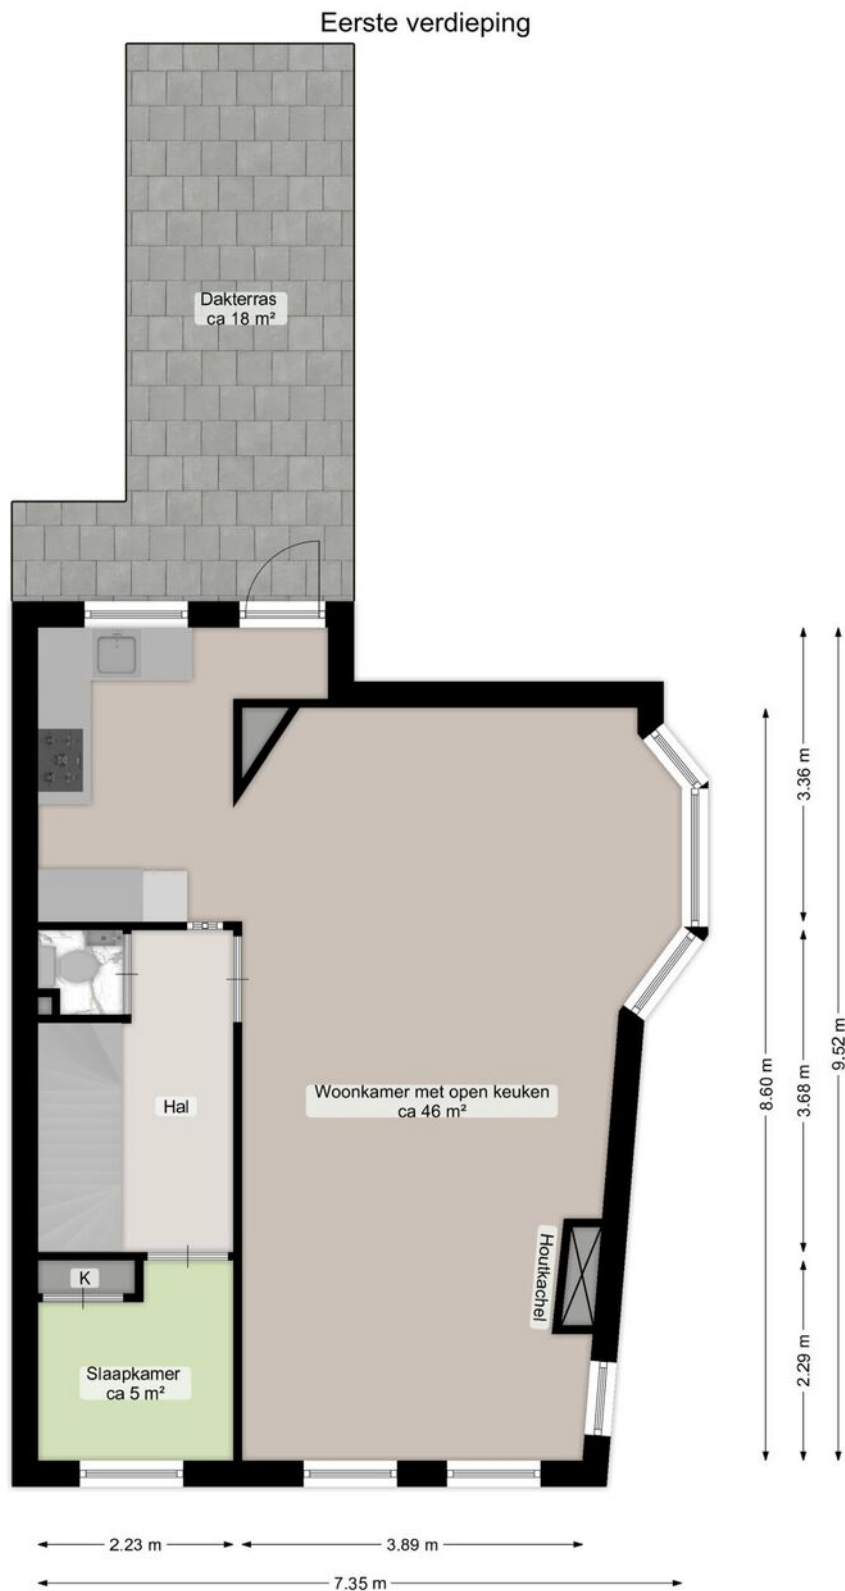 Eerste verdieping
Dakterras
ca 18 m²
3.36 m
9.52 m
8.60 m
3.68 m
Woonkamer met open keuken
ca 46 m²
Hal
Houtkachel
K
2.29 m
Slaapkamer
ca 5 m²
2.23 m
3.89 m
7.35 m